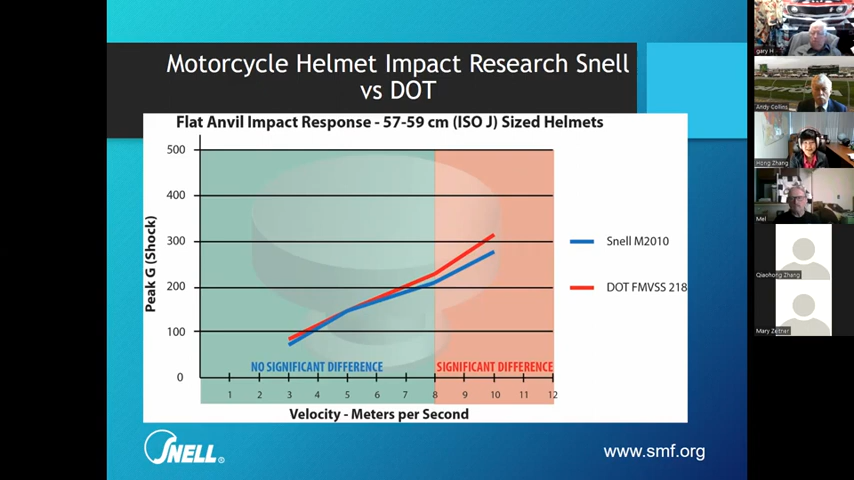 Motorcycle Helmet Impact Research Snell
vs DOT
Flat Anvil Impact Response - 57-59 cm (ISO J) Sized Helmets
500
400
300
200
100
0
Peak G (Shock)
NO SIGNIFICANT DIFFERENCE
SIGNIFICANT DIFFERENCE
1 2 3 4 5 6 7 8 9 10 11 12
Velocity - Meters per Second
Snell M2010
DOT FMVSS 218
SNELL®
www.smf.org
gary H
Andy Collins
Hong Zhang
Mel
Qiaohong Zhang